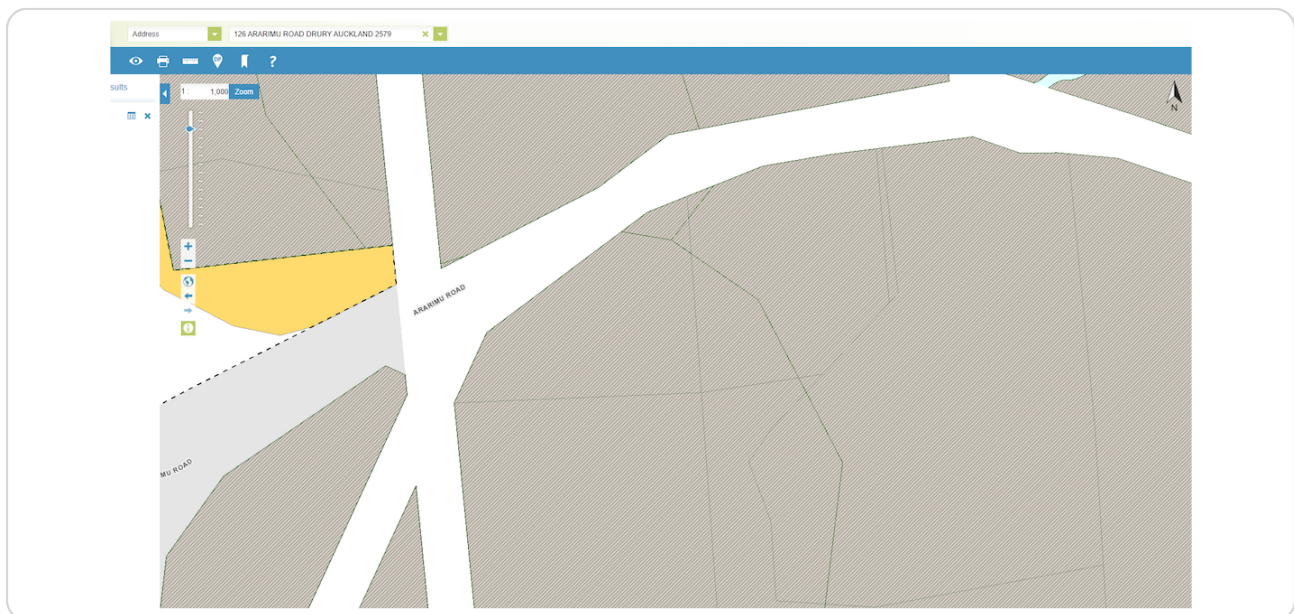 Address
126 ARARIMU ROAD DRURY AUCKLAND 2579
?
sults
1 : 1,000 Zoom
N
ARARIMU ROAD
MU ROAD